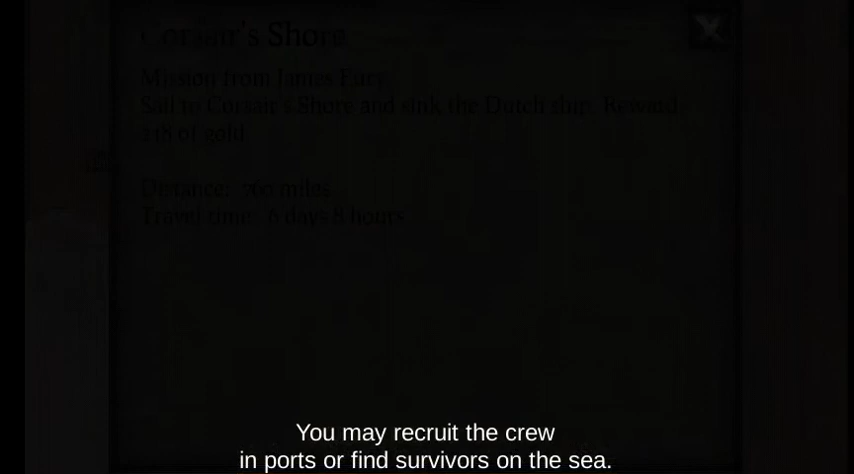 Corsair's Shore
X
Mission from James
Sail to Corsair's Shore and sink the Dutch ship. Reward
of gold
Distance: 760 miles
Travel time: 6 days 8 hours
You may recruit the crew
in ports or find survivors on the sea.